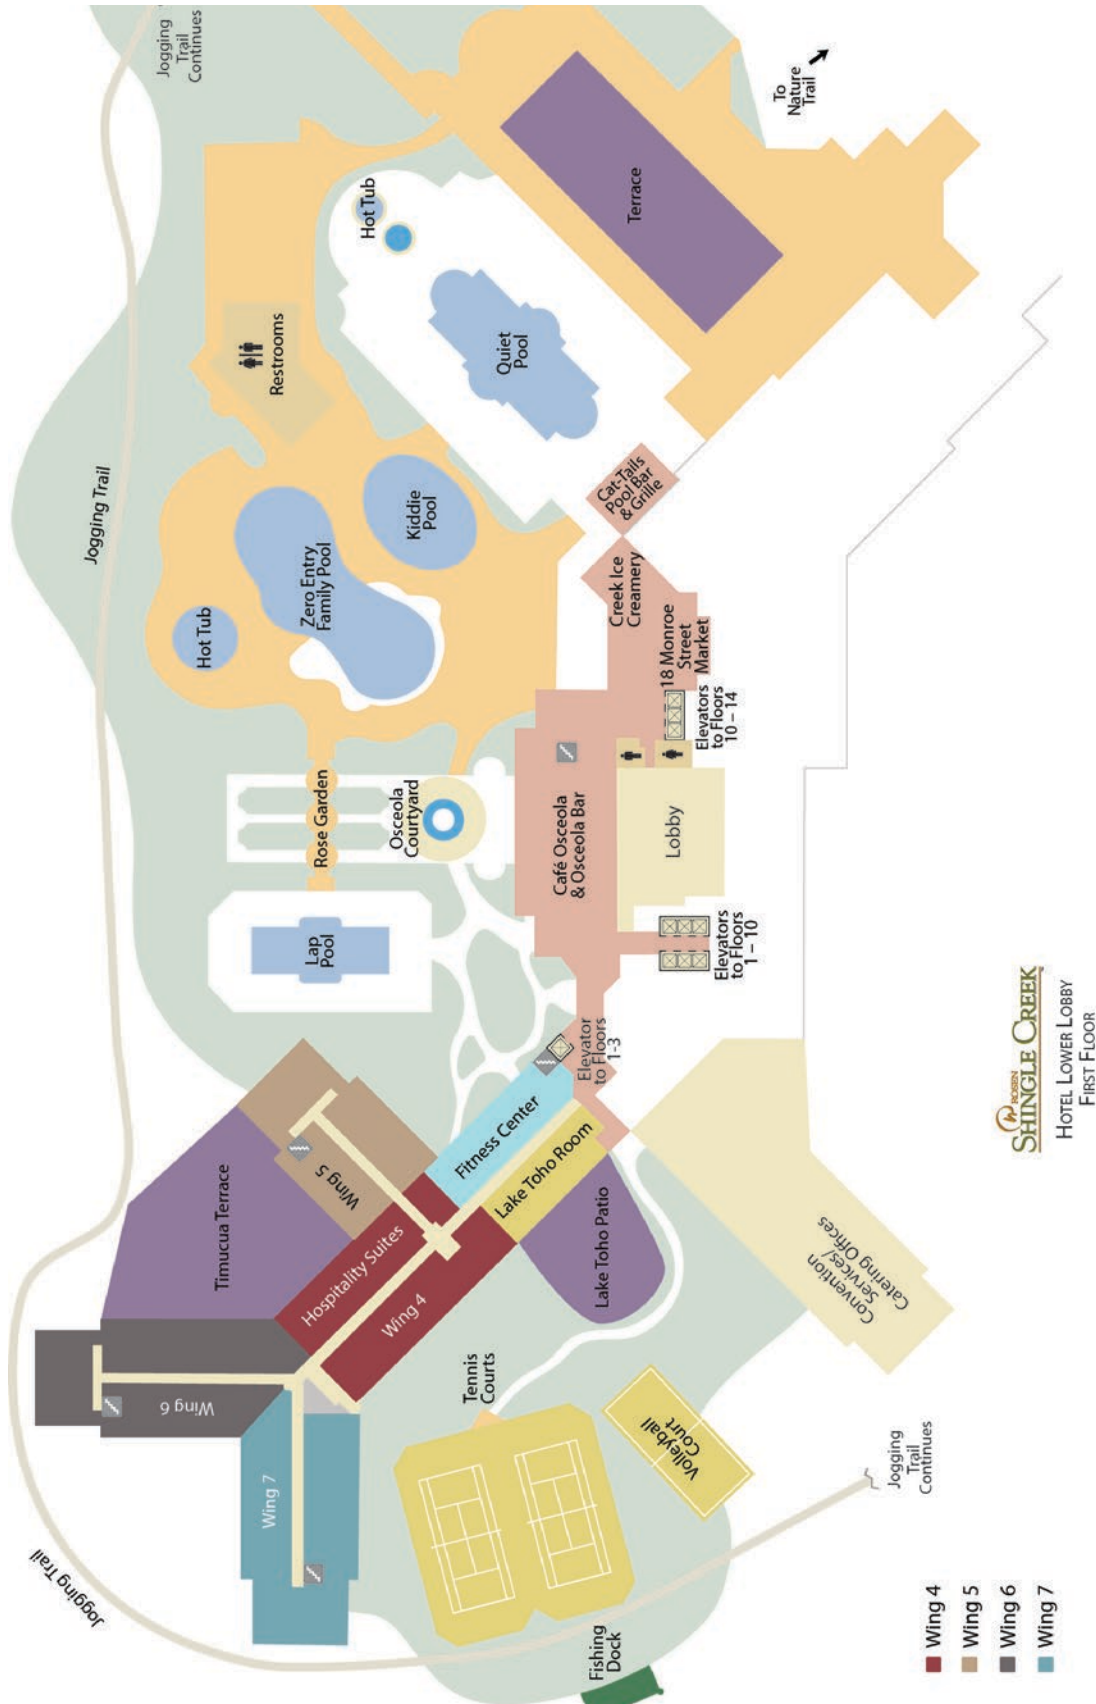 Jogging
Trail
Continues
To
Nature
Trail
Terrace
Hot Tub
Restrooms
Quiet
Pool
Jogging Trail
Kiddie
Pool
Cat-Tails
Pool Bar
& Grille
Zero Entry
Family Pool
Hot Tub
Creek Ice
Creamery
18 Monroe
Street
Market
Elevators
to Floors
10 – 14
Rose Garden
Osceola
Courtyard
Café Osceola
& Osceola Bar
Lobby
Lap
Pool
Elevators
to Floors
1 – 10
Elevator
to Floors
1-3
Fitness Center
Lake Toho Room
Wing 5
Timucua Terrace
Hospitality Suites
Wing 4
Lake Toho Patio
Convention
Services/
Catering Offices
Tennis
Courts
Wing 6
Wing 7
Volleyball
Court
Jogging
Trail
Continues
Jogging Trail
Fishing
Dock
ROSEN
SHINGLE CREEK
HOTEL LOWER LOBBY
FIRST FLOOR
Wing 4
Wing 5
Wing 6
Wing 7